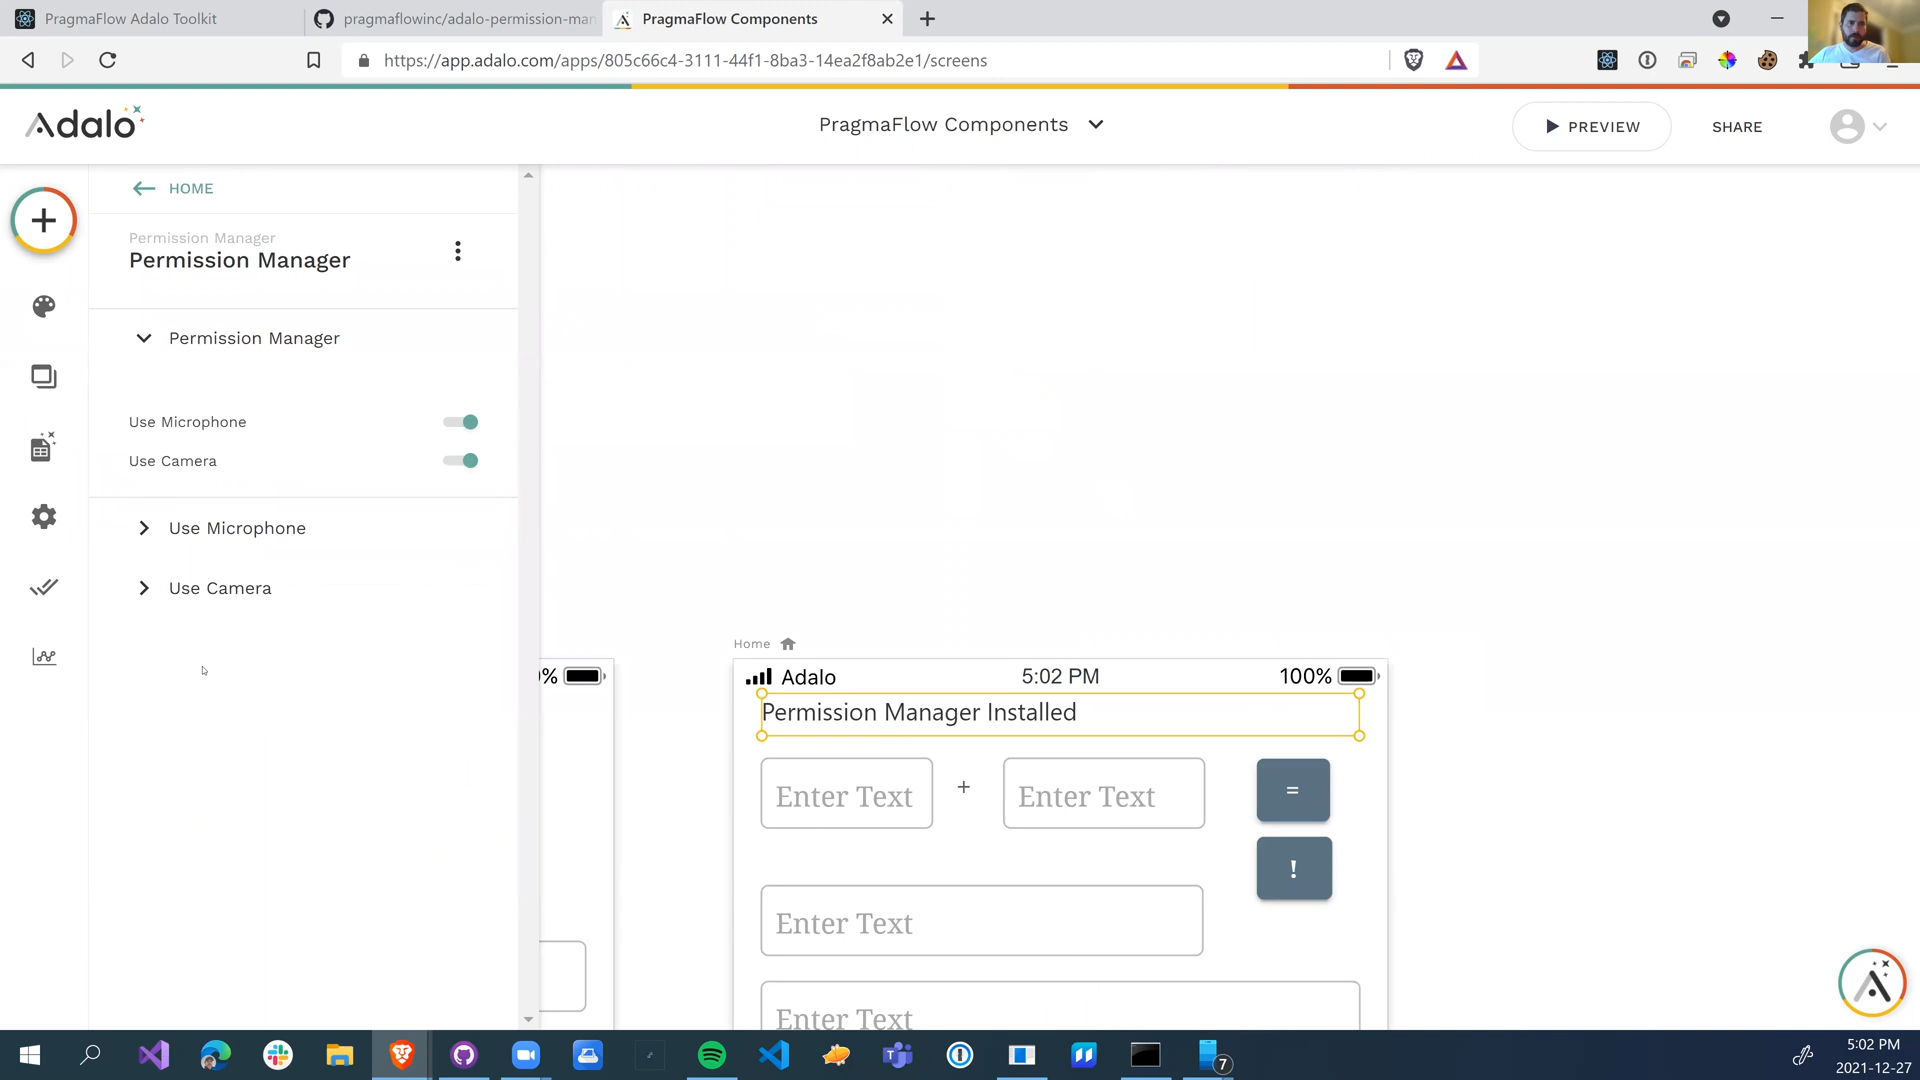 PragmaFlow Adalo Toolkit
pragmaflowinc/adalo-permission-man
PragmaFlow Components
https://app.adalo.com/apps/805c66c4-3111-44f1-8ba3-14ea2f8ab2e1/screens
Adalo
PragmaFlow Components
PREVIEW
SHARE
HOME
Permission Manager
Permission Manager
Permission Manager
Use Microphone
Use Camera
Use Microphone
Use Camera
Home
%
Adalo
5:02 PM
100%
Permission Manager Installed
Enter Text
+
Enter Text
=
!
Enter Text
Enter Text
7
5:02 PM
2021-12-27